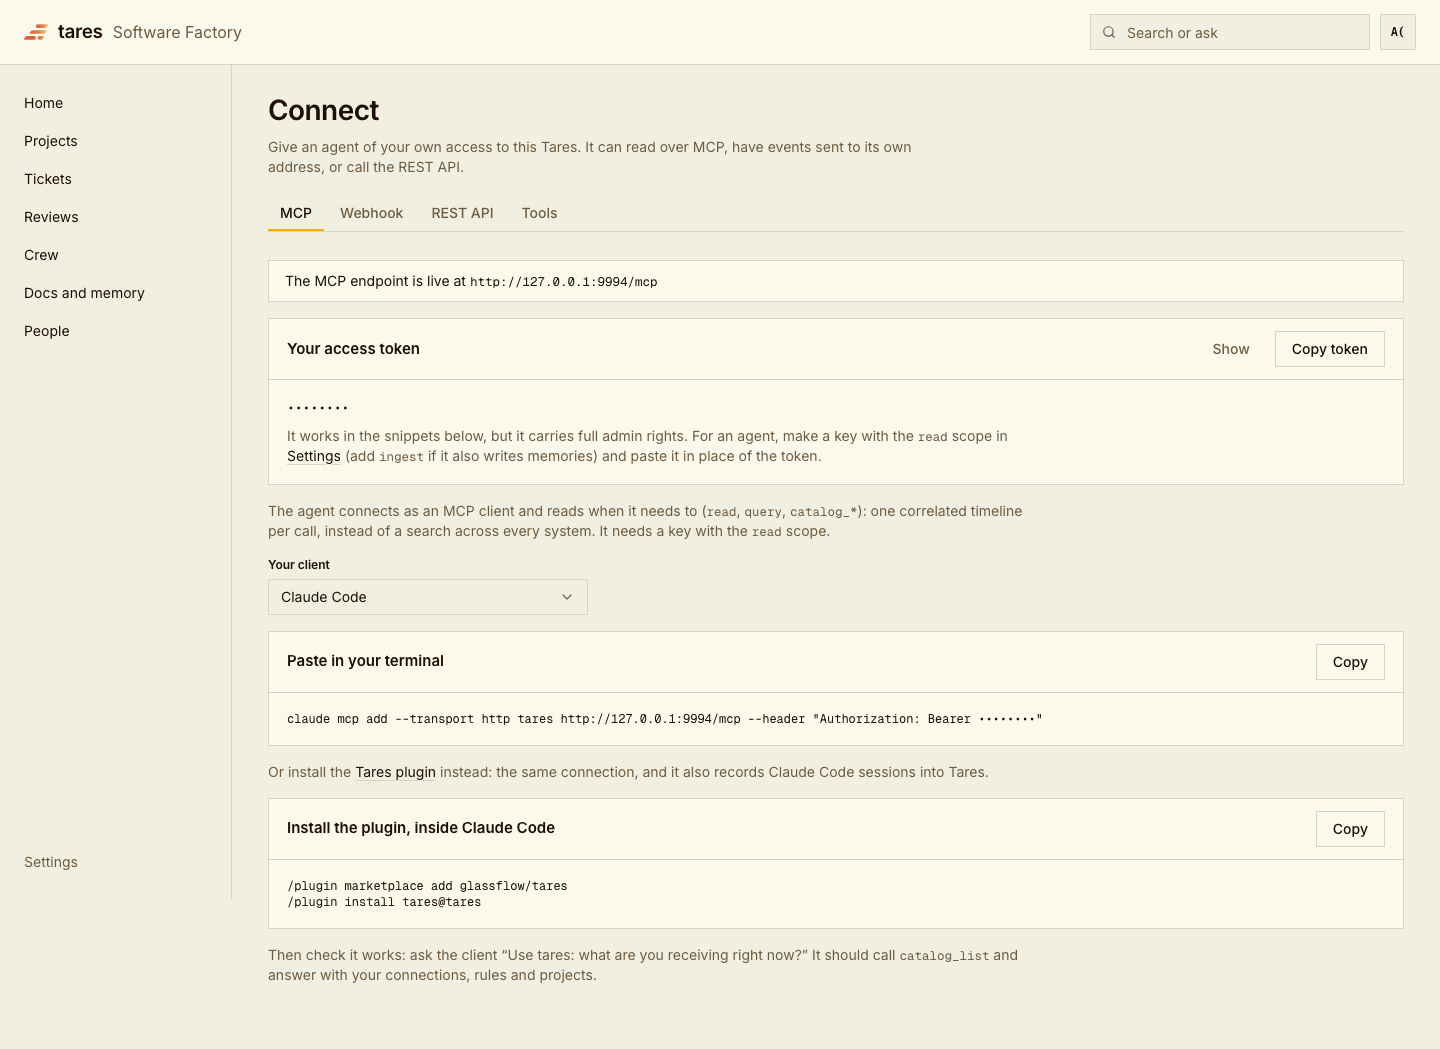 tares Software Factory
Search or ask
A(
Home
Projects
Tickets
Reviews
Crew
Docs and memory
People
Settings
Connect
Give an agent of your own access to this Tares. It can read over MCP, have events sent to its own
address, or call the REST API.
MCP Webhook REST API Tools
The MCP endpoint is live at http://127.0.0.1:9994/mcp
Your access token
Show
Copy token
••••••••
It works in the snippets below, but it carries full admin rights. For an agent, make a key with the read scope in
Settings (add ingest if it also writes memories) and paste it in place of the token.
The agent connects as an MCP client and reads when it needs to (read, query, catalog_*): one correlated timeline
per call, instead of a search across every system. It needs a key with the read scope.
Your client
Claude Code
Paste in your terminal
Copy
claude mcp add --transport http tares http://127.0.0.1:9994/mcp --header "Authorization: Bearer ••••••••"
Or install the Tares plugin instead: the same connection, and it also records Claude Code sessions into Tares.
Install the plugin, inside Claude Code
Copy
/plugin marketplace add glassflow/tares
/plugin install tares@tares
Then check it works: ask the client “Use tares: what are you receiving right now?” It should call catalog_list and
answer with your connections, rules and projects.